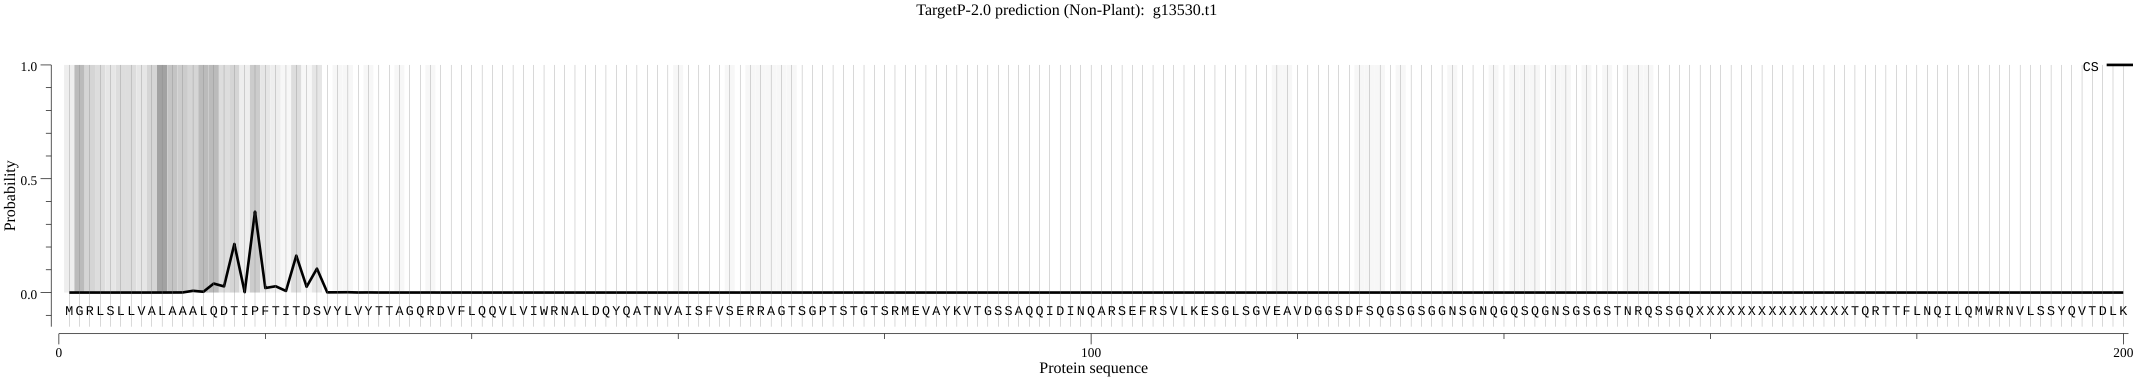 TargetP-2.0 prediction (Non-Plant): g13530.t1
CS
1.0
0.5
0.0
Probability
MGRLSLLVALAAALQDTIPFTITDSVYLVYTTAGQRDVFLQQVLVIWRNALDQYQATNVAISFVSERRAGTSGPTSTGTSRMEVAYKVTGSSAQQIDINQARSEFRSVLKESGLSGVEAVDGGSDFSQGSGSGGNSGNQGQSQGNSGSGSTNRQSSGQXXXXXXXXXXXXXXXTQRTTFLNQILQMWRNVLSSYQVTDLK
0 100 200
Protein sequence